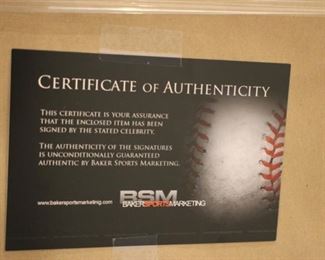 CERTIFICATE OF AUTHENTICITY
THIS CERTIFICATE IS YOUR ASSURANCE
THAT THE ENCLOSED ITEM HAS BEEN
SIGNED BY THE STATED CELEBRITY.
THE AUTHENTICITY OF THE SIGNATURES
IS UNCONDITIONALLY GUARANTEED
AUTHENTIC BY BAKER SPORTS MARKETING.
BSM
www.bakersportsmarketing.com BAKERSPORTSMARKETING